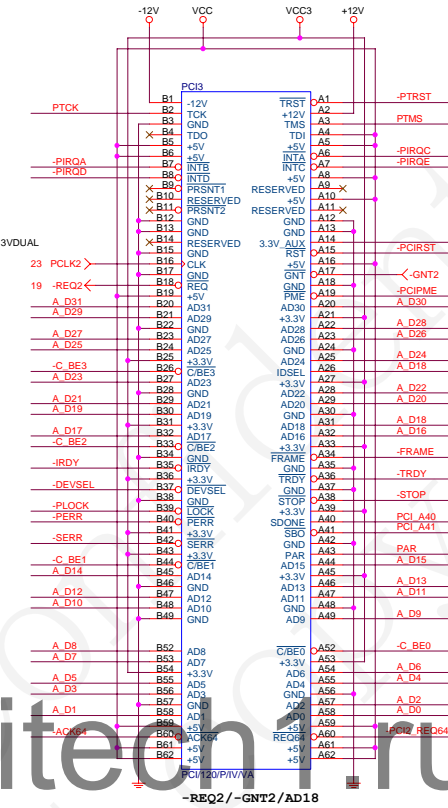 -12V VCC VCC3 +12V
PCI3
B1 -12V TRST A1 -PTRST
PTCK B2 TCK +12V A2
B3 GND TMS A3 PTMS
B4 TDO TDI A4
B5 +5V +5V A5
B6 +5V INTA A6 -PIRQC
-PIRQA B7 INTB INTC A7 -PIRQE
-PIRQD B8 INTD +5V A8
B9 PRSNT1 RESERVED A9
B10 RESERVED +5V A10
B11 PRSNT2 RESERVED A11
B12 GND GND A12
B13 GND GND A13
3VDUAL B14 RESERVED 3.3V_AUX A14
B15 GND RST A15 -PCIRST
23 PCLK2 B16 CLK +5V A16
B17 GND GNT A17 -GNT2
19 -REQ2 B18 REQ GND A18
B19 +5V PME A19 -PCIPME
A_D31 B20 AD31 AD30 A20 A_D30
A_D29 B21 AD29 +3.3V A21
B22 GND AD28 A22 A_D28
A_D27 B23 AD27 AD26 A23 A_D26
A_D25 B24 AD25 GND A24
B25 +3.3V AD24 A25 A_D24
-C_BE3 B26 C/BE3 IDSEL A26 A_D18
A_D23 B27 AD23 +3.3V A27
B28 GND AD22 A28 A_D22
A_D21 B29 AD21 AD20 A29 A_D20
A_D19 B30 AD19 GND A30
B31 +3.3V AD18 A31 A_D18
A_D17 B32 AD17 AD16 A32 A_D16
-C_BE2 B33 C/BE2 +3.3V A33
B34 GND FRAME A34 -FRAME
-IRDY B35 IRDY GND A35
B36 +3.3V TRDY A36 -TRDY
-DEVSEL B37 DEVSEL GND A37
B38 GND STOP A38 -STOP
-PLOCK B39 LOCK +3.3V A39
-PERR B40 PERR SDONE A40 PCI_A40
B41 +3.3V SBO A41 PCI_A41
-SERR B42 SERR GND A42
B43 +3.3V PAR A43 PAR
-C_BE1 B44 C/BE1 AD15 A44 A_D15
A_D14 B45 AD14 +3.3V A45
B46 GND AD13 A46 A_D13
A_D12 B47 AD12 AD11 A47 A_D11
A_D10 B48 AD10 GND A48
B49 GND AD9 A49 A_D9
A_D8 B52 AD8 C/BE0 A52 -C_BE0
A_D7 B53 AD7 +3.3V A53
B54 +3.3V AD6 A54 A_D6
A_D5 B55 AD5 AD4 A55 A_D4
A_D3 B56 AD3 GND A56
B57 GND AD2 A57 A_D2
A_D1 B58 AD1 AD0 A58 A_D0
B59 +5V +5V A59
-ACK64 B60 ACK64 REQ64 A60 -PCI2_REQ64
B61 +5V +5V A61
B62 +5V +5V A62
PCI/120/P/IV/VA
itech1.ru
-REQ2/-GNT2/AD18